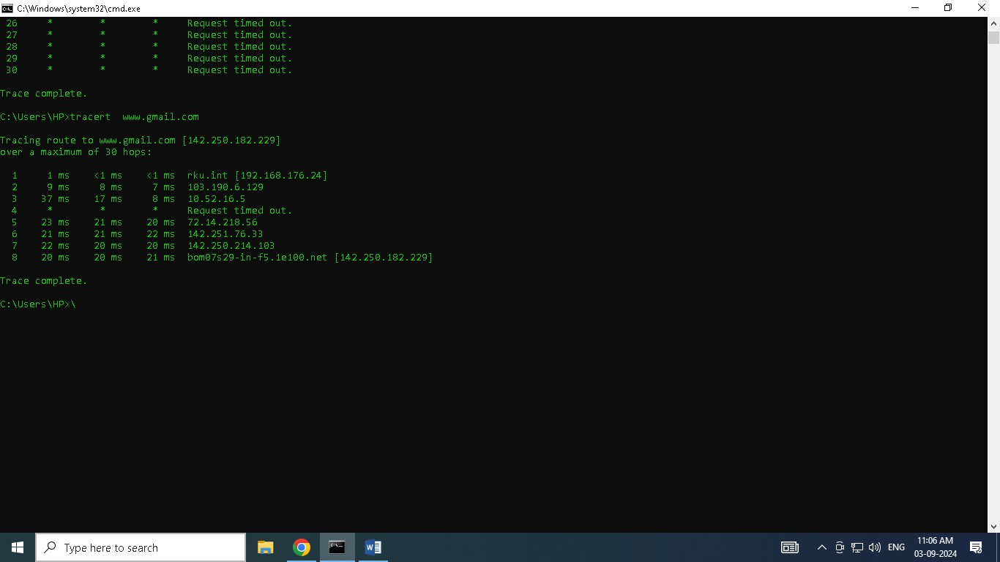 C:\Windows\system32\cmd.exe
26 * * * Request timed out.
27 * * * Request timed out.
28 * * * Request timed out.
29 * * * Request timed out.
30 * * * Request timed out.
Trace complete.
C:\Users\HP>tracert  www.gmail.com
Tracing route to www.gmail.com [142.250.182.229]
over a maximum of 30 hops:
1 1 ms <1 ms <1 ms rku.int [192.168.176.24]
2 9 ms 8 ms 7 ms 103.190.6.129
3 37 ms 17 ms 8 ms 10.52.16.5
4 * * * Request timed out.
5 23 ms 21 ms 20 ms 72.14.218.56
6 21 ms 21 ms 22 ms 142.251.76.33
7 22 ms 20 ms 20 ms 142.250.214.103
8 20 ms 20 ms 21 ms bom07s29-in-f5.1e100.net [142.250.182.229]
Trace complete.
C:\Users\HP>\
Type here to search
ENG
11:06 AM
03-09-2024